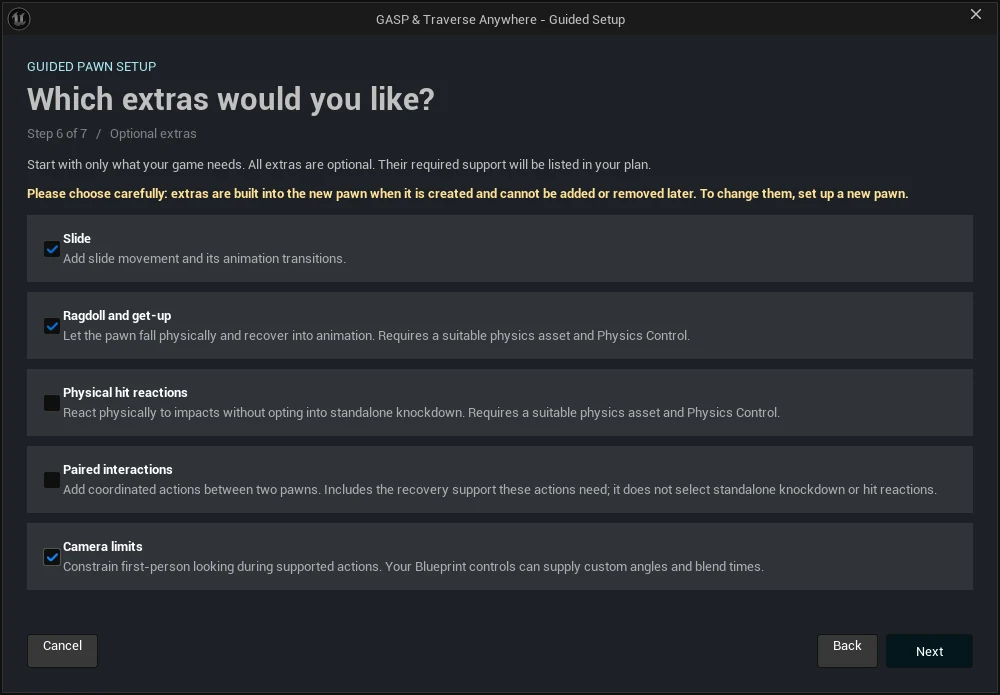 GASP & Traverse Anywhere - Guided Setup
GUIDED PAWN SETUP
Which extras would you like?
Step 6 of 7 / Optional extras
Start with only what your game needs. All extras are optional. Their required support will be listed in your plan.
Please choose carefully: extras are built into the new pawn when it is created and cannot be added or removed later. To change them, set up a new pawn.
Slide
Add slide movement and its animation transitions.
Ragdoll and get-up
Let the pawn fall physically and recover into animation. Requires a suitable physics asset and Physics Control.
Physical hit reactions
React physically to impacts without opting into standalone knockdown. Requires a suitable physics asset and Physics Control.
Paired interactions
Add coordinated actions between two pawns. Includes the recovery support these actions need; it does not select standalone knockdown or hit reactions.
Camera limits
Constrain first-person looking during supported actions. Your Blueprint controls can supply custom angles and blend times.
Cancel
Back
Next